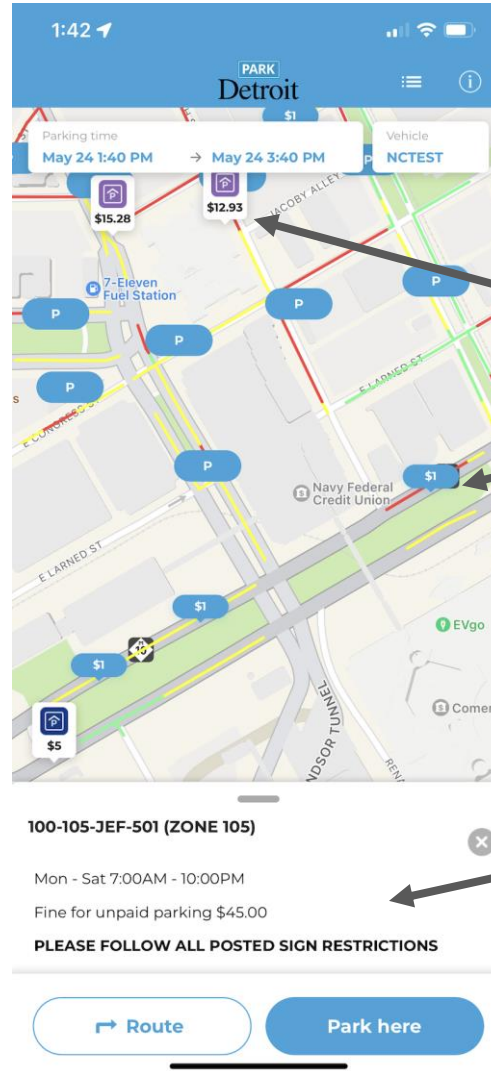 1:42
PARK
Detroit
Parking time
May 24 1:40 PM → May 24 3:40 PM
Vehicle
NCTEST
$1
P
$15.28
$12.93
JACOBY ALLEY
7-Eleven
Fuel Station
P
P
P
P
P
E CONGRESS ST
E LARNED ST
P
Navy Federal
Credit Union
$1
E LARNED ST
$1
10
$1
EVgo
$5
NDSOR TUNNEL
Comer
RENA
100-105-JEF-501 (ZONE 105)
Mon - Sat 7:00AM - 10:00PM
Fine for unpaid parking $45.00
PLEASE FOLLOW ALL POSTED SIGN RESTRICTIONS
Route
Park here